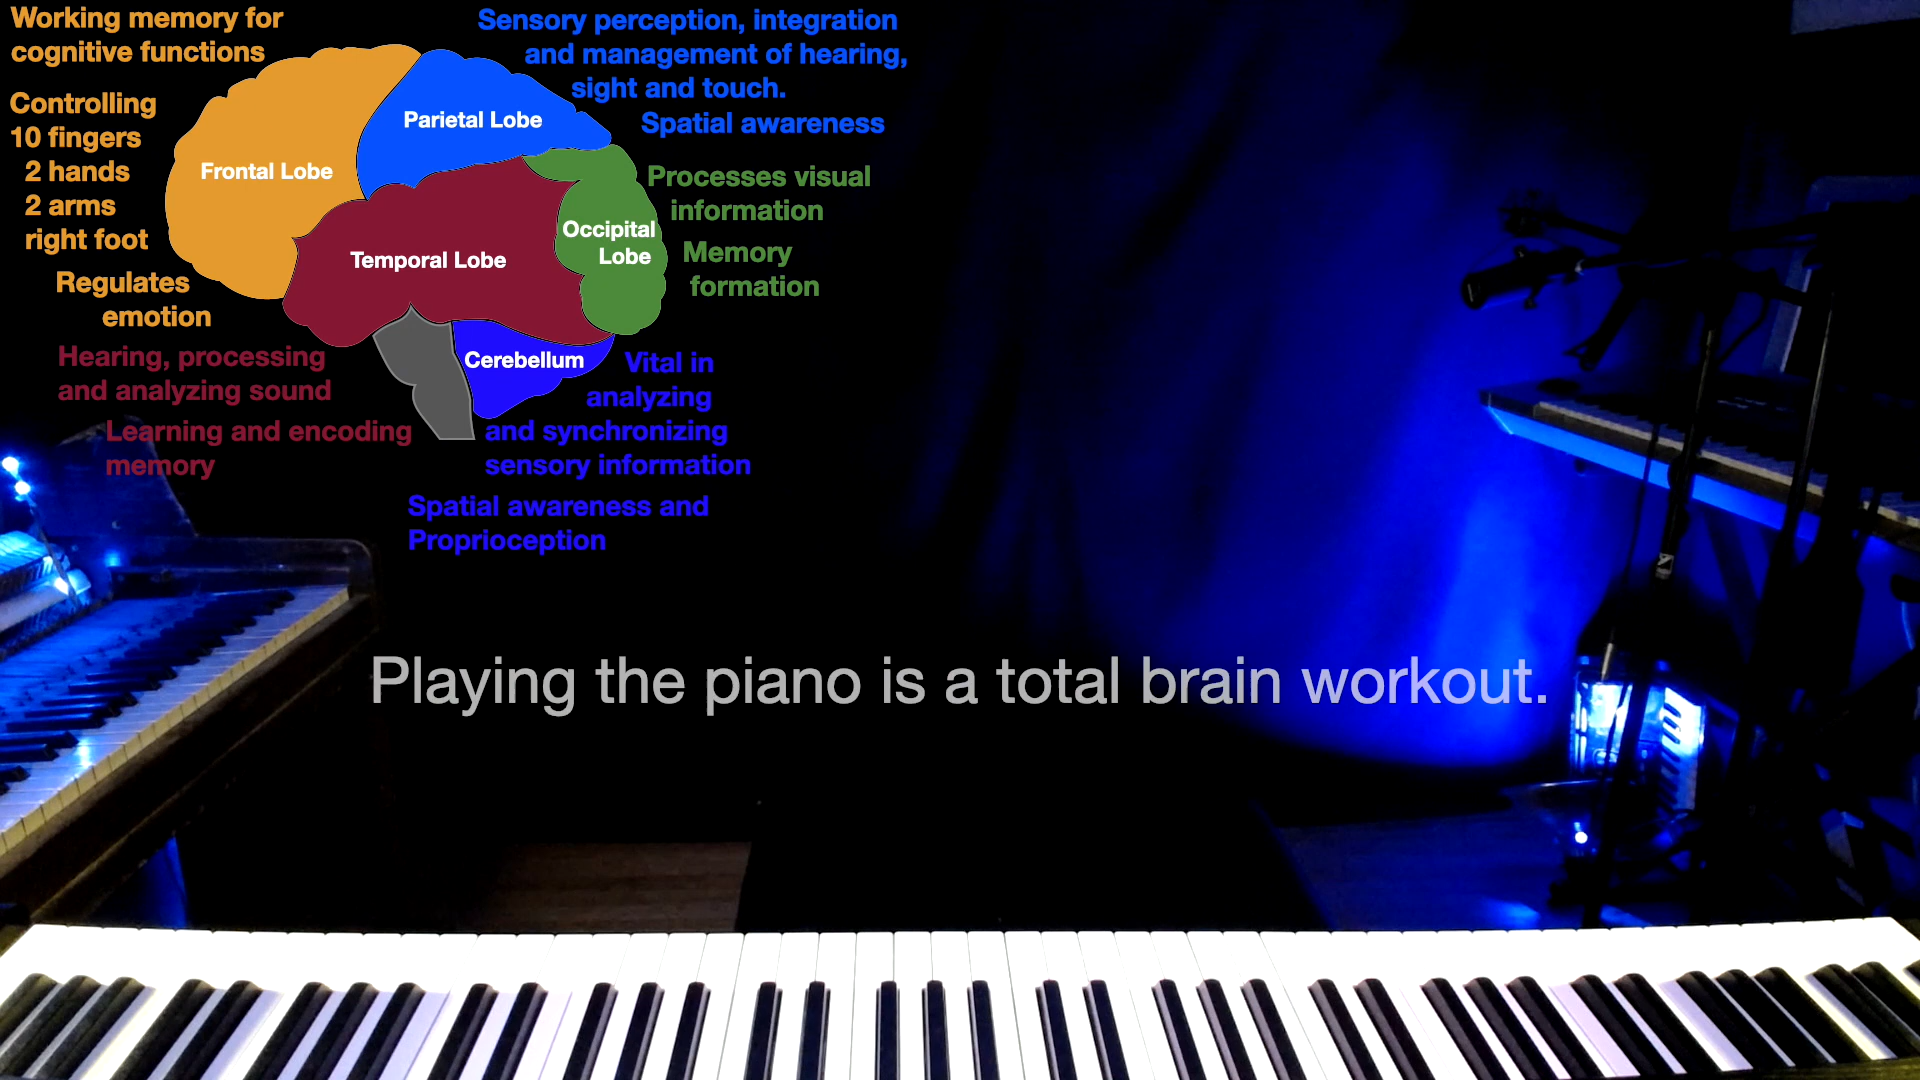 Working memory for
cognitive functions
Controlling
10 fingers
2 hands
2 arms
right foot
Regulates
emotion
Hearing, processing
and analyzing sound
Learning and encoding
memory
Frontal Lobe
Parietal Lobe
Temporal Lobe
Occipital
Lobe
Cerebellum
Sensory perception, integration
and management of hearing,
sight and touch.
Spatial awareness
Processes visual
information
Memory
formation
Vital in
analyzing
and synchronizing
sensory information
Spatial awareness and
Proprioception
Playing the piano is a total brain workout.